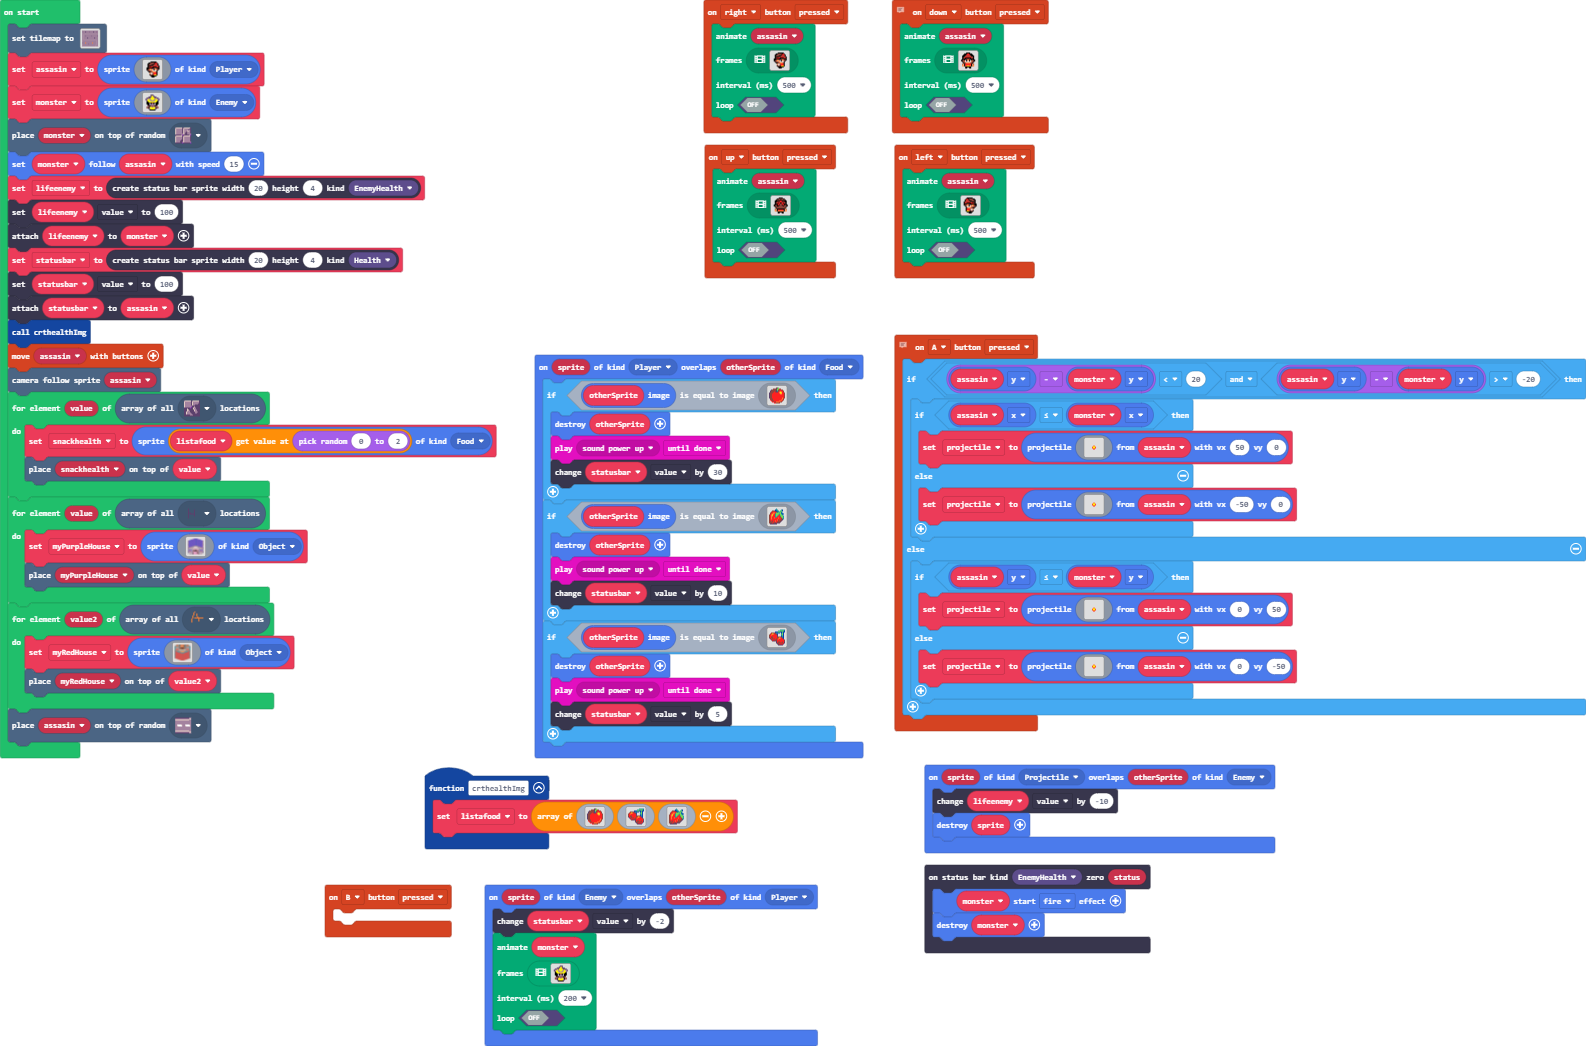 on start
set tilemap to
set assasin to sprite of kind Player
set monster to sprite of kind Enemy
place monster on top of random
set monster follow assasin with speed 15
set lifeenemy to create status bar sprite width 20 height 4 kind EnemyHealth
set lifeenemy value to 100
attach lifeenemy to monster
set statusbar to create status bar sprite width 20 height 4 kind Health
set statusbar value to 100
attach statusbar to assasin
call crthealthImg
move assasin with buttons
camera follow sprite assasin
for element value of array of all locations
do
set snackhealth to sprite listafood get value at pick random 0 to 2 of kind Food
place snackhealth on top of value
for element value of array of all locations
do
set myPurpleHouse to sprite of kind Object
place myPurpleHouse on top of value
for element value2 of array of all locations
do
set myRedHouse to sprite of kind Object
place myRedHouse on top of value2
place assasin on top of random
on right button pressed
animate assasin
frames
interval (ms) 500
loop OFF
on down button pressed
animate assasin
frames
interval (ms) 500
loop OFF
on up button pressed
animate assasin
frames
interval (ms) 500
loop OFF
on left button pressed
animate assasin
frames
interval (ms) 500
loop OFF
on sprite of kind Player overlaps otherSprite of kind Food
if otherSprite image is equal to image then
destroy otherSprite
play sound power up until done
change statusbar value by 30
if otherSprite image is equal to image then
destroy otherSprite
play sound power up until done
change statusbar value by 10
if otherSprite image is equal to image then
destroy otherSprite
play sound power up until done
change statusbar value by 5
on A button pressed
if assasin y - monster y < 20 and assasin y - monster y > -20 then
if assasin x ≤ monster x then
set projectile to projectile from assasin with vx 50 vy 0
else
set projectile to projectile from assasin with vx -50 vy 0
else
if assasin y ≤ monster y then
set projectile to projectile from assasin with vx 0 vy 50
else
set projectile to projectile from assasin with vx 0 vy -50
function crthealthImg
set listafood to array of
on B button pressed
on sprite of kind Enemy overlaps otherSprite of kind Player
change statusbar value by -2
animate monster
frames
interval (ms) 200
loop OFF
on sprite of kind Projectile overlaps otherSprite of kind Enemy
change lifeenemy value by -10
destroy sprite
on status bar kind EnemyHealth zero status
monster start fire effect
destroy monster